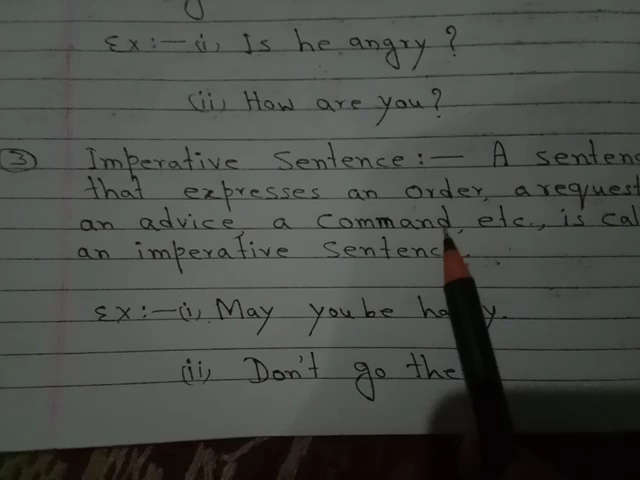 Ex:-(i) Is he angry?
(ii) How are you?
(3) Imperative Sentence:- A sentenc
that expresses an order, a request
an advice, a command, etc., is cal
an imperative Sentenc
Ex:-(i) May you be ha y.
(ii) Don't go the